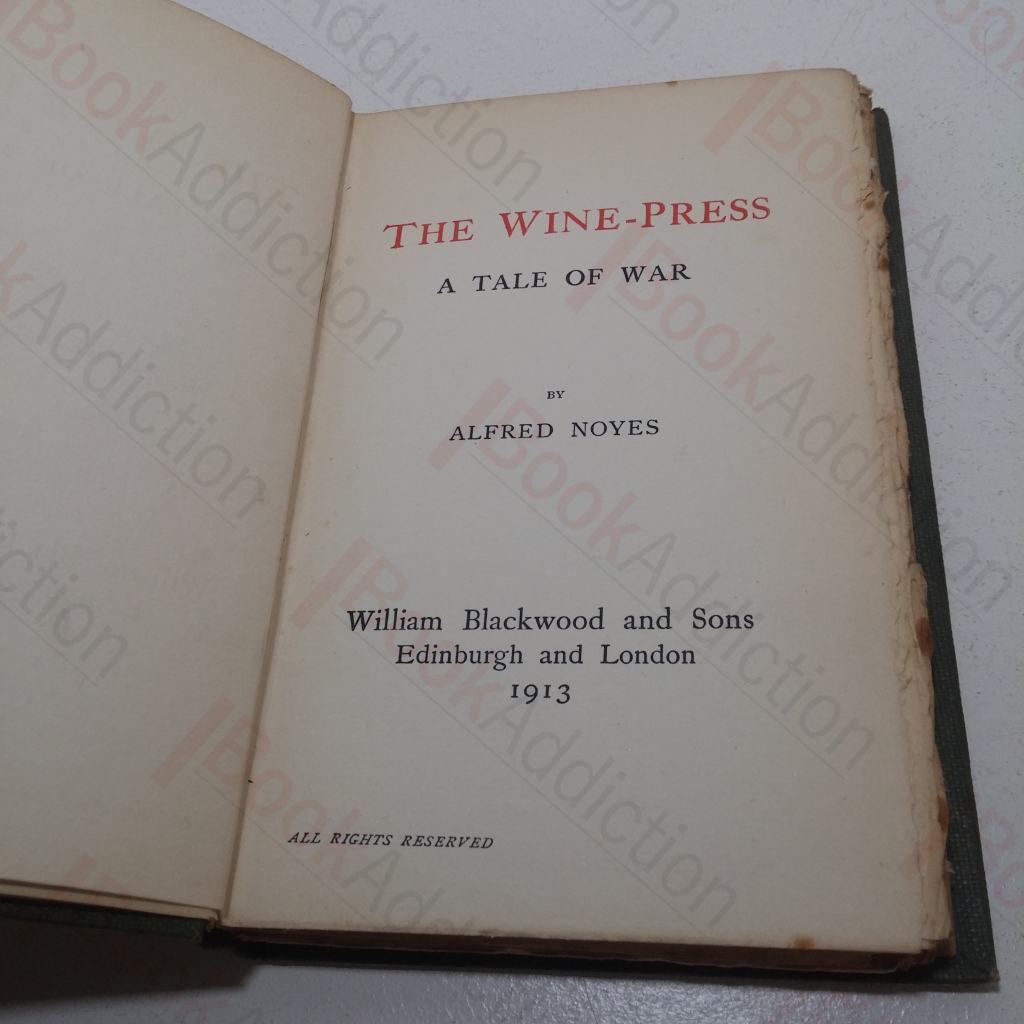 THE WINE-PRESS
A TALE OF WAR
BY
ALFRED NOYES
William Blackwood and Sons
Edinburgh and London
1913
ALL RIGHTS RESERVED
BookAddiction